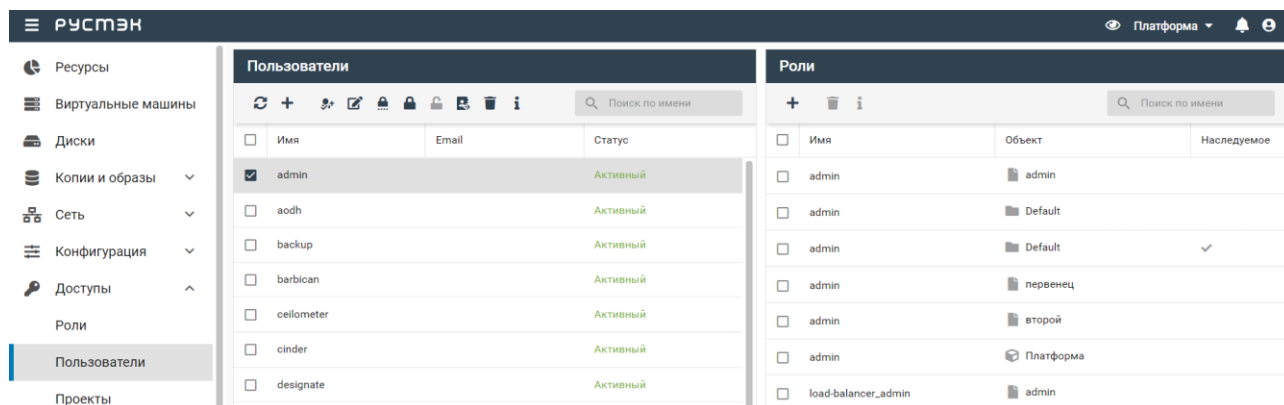 РУСТЭК
Платформа
Ресурсы
Виртуальные машины
Диски
Копии и образы
Сеть
Конфигурация
Доступы
Роли
Пользователи
Проекты
Пользователи
Поиск по имени
Имя Email Статус
admin Активный
aodh Активный
backup Активный
barbican Активный
ceilometer Активный
cinder Активный
designate Активный
Роли
Поиск по имени
Имя Объект Наследуемое
admin admin
admin Default
admin Default
admin первенец
admin второй
admin Платформа
load-balancer_admin admin